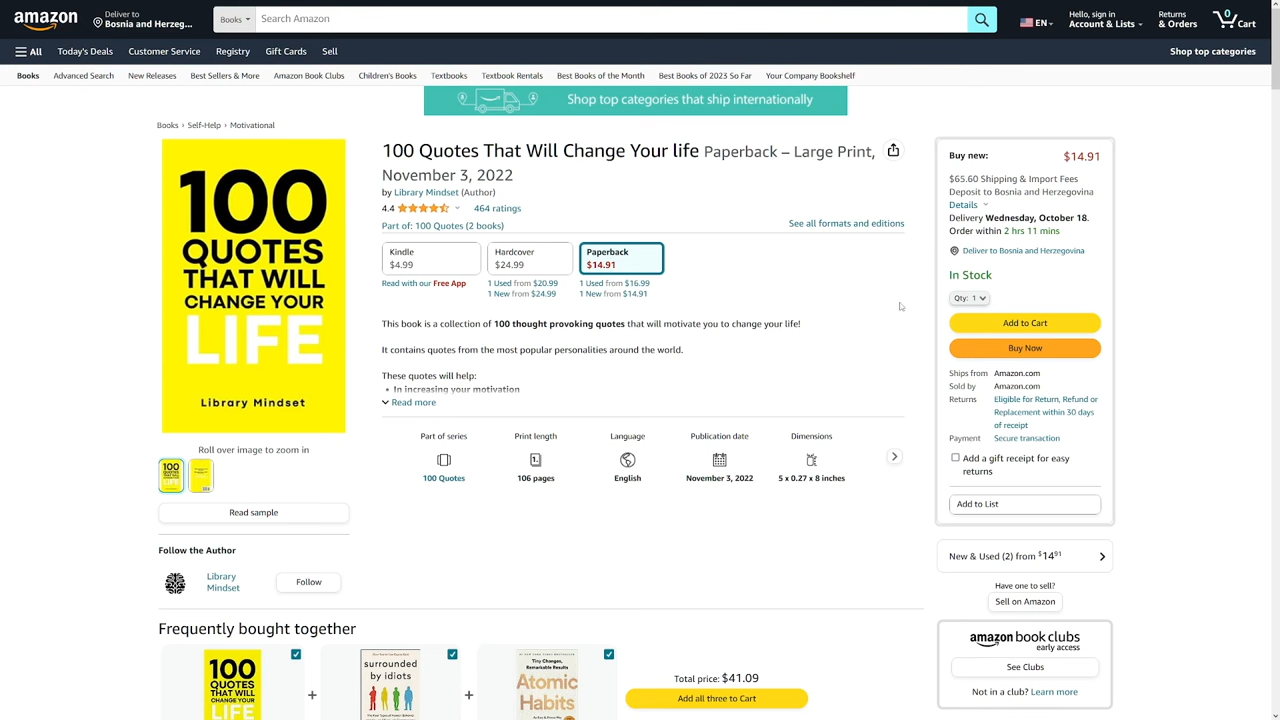 amazon
Deliver to
Bosnia and Herzeg...
Books
Search Amazon
EN
Hello, sign in
Account & Lists
Returns
& Orders
0
Cart
All
Today's Deals
Customer Service
Registry
Gift Cards
Sell
Shop top categories
Books
Advanced Search
New Releases
Best Sellers & More
Amazon Book Clubs
Children's Books
Textbooks
Textbook Rentals
Best Books of the Month
Best Books of 2023 So Far
Your Company Bookshelf
Shop top categories that ship internationally
Books › Self-Help › Motivational
100
QUOTES
THAT WILL
CHANGE YOUR
LIFE
Library Mindset
Roll over image to zoom in
100
QUOTES
THAT WILL
CHANGE YOUR
LIFE
Read sample
Follow the Author
Library
Mindset
Follow
100 Quotes That Will Change Your life Paperback – Large Print,
November 3, 2022
by Library Mindset (Author)
4.4
464 ratings
Part of: 100 Quotes (2 books)
See all formats and editions
Kindle
$4.99
Read with our Free App
Hardcover
$24.99
1 Used from $20.99
1 New from $24.99
Paperback
$14.91
1 Used from $16.99
1 New from $14.91
This book is a collection of 100 thought provoking quotes that will motivate you to change your life!
It contains quotes from the most popular personalities around the world.
These quotes will help:
• In increasing your motivation
Read more
Part of series
100 Quotes
Print length
1
106 pages
Language
English
Publication date
November 3, 2022
Dimensions
5 x 0.27 x 8 inches
Buy new:
$14.91
$65.60 Shipping & Import Fees
Deposit to Bosnia and Herzegovina
Details
Delivery Wednesday, October 18.
Order within 2 hrs 11 mins
Deliver to Bosnia and Herzegovina
In Stock
Qty: 1
Add to Cart
Buy Now
Ships from Amazon.com
Sold by Amazon.com
Returns Eligible for Return, Refund or
Replacement within 30 days
of receipt
Payment Secure transaction
Add a gift receipt for easy
returns
Add to List
New & Used (2) from $14⁹¹
Have one to sell?
Sell on Amazon
amazon book clubs
early access
See Clubs
Not in a club? Learn more
Frequently bought together
100
QUOTES
THAT WILL
CHANGE YOUR
LIFE
+
surrounded
by idiots
+
Tiny Changes,
Remarkable Results
Atomic
Habits
Total price: $41.09
Add all three to Cart